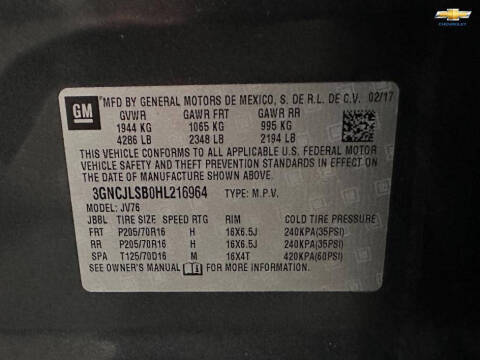 CHEVROLET
GM
MFD BY GENERAL MOTORS DE MEXICO, S. DE R.L. DE C.V. 02/17
GVWR GAWR FRT GAWR RR
1944 KG 1065 KG 995 KG
4286 LB 2348 LB 2194 LB
THIS VEHICLE CONFORMS TO ALL APPLICABLE U.S. FEDERAL MOTOR
VEHICLE SAFETY AND THEFT PREVENTION STANDARDS IN EFFECT ON
THE DATE OF MANUFACTURE SHOWN ABOVE.
3GNCJLSB0HL216964 TYPE: M.P.V.
MODEL: JV76
JBBL TIRE SIZE SPEED RTG RIM COLD TIRE PRESSURE
FRT P205/70R16 H 16X6.5J 240KPA(35PSI)
RR P205/70R16 H 16X6.5J 240KPA(35PSI)
SPA T125/70D16 M 16X4T 420KPA(60PSI)
SEE OWNER'S MANUAL FOR MORE INFORMATION.